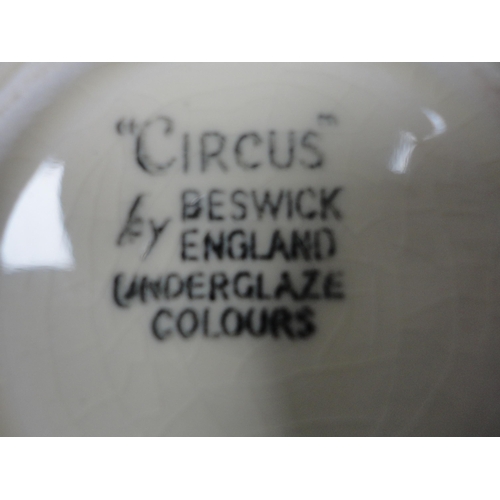 "CIRCUS"
by BESWICK
ENGLAND
UNDERGLAZE
COLOURS